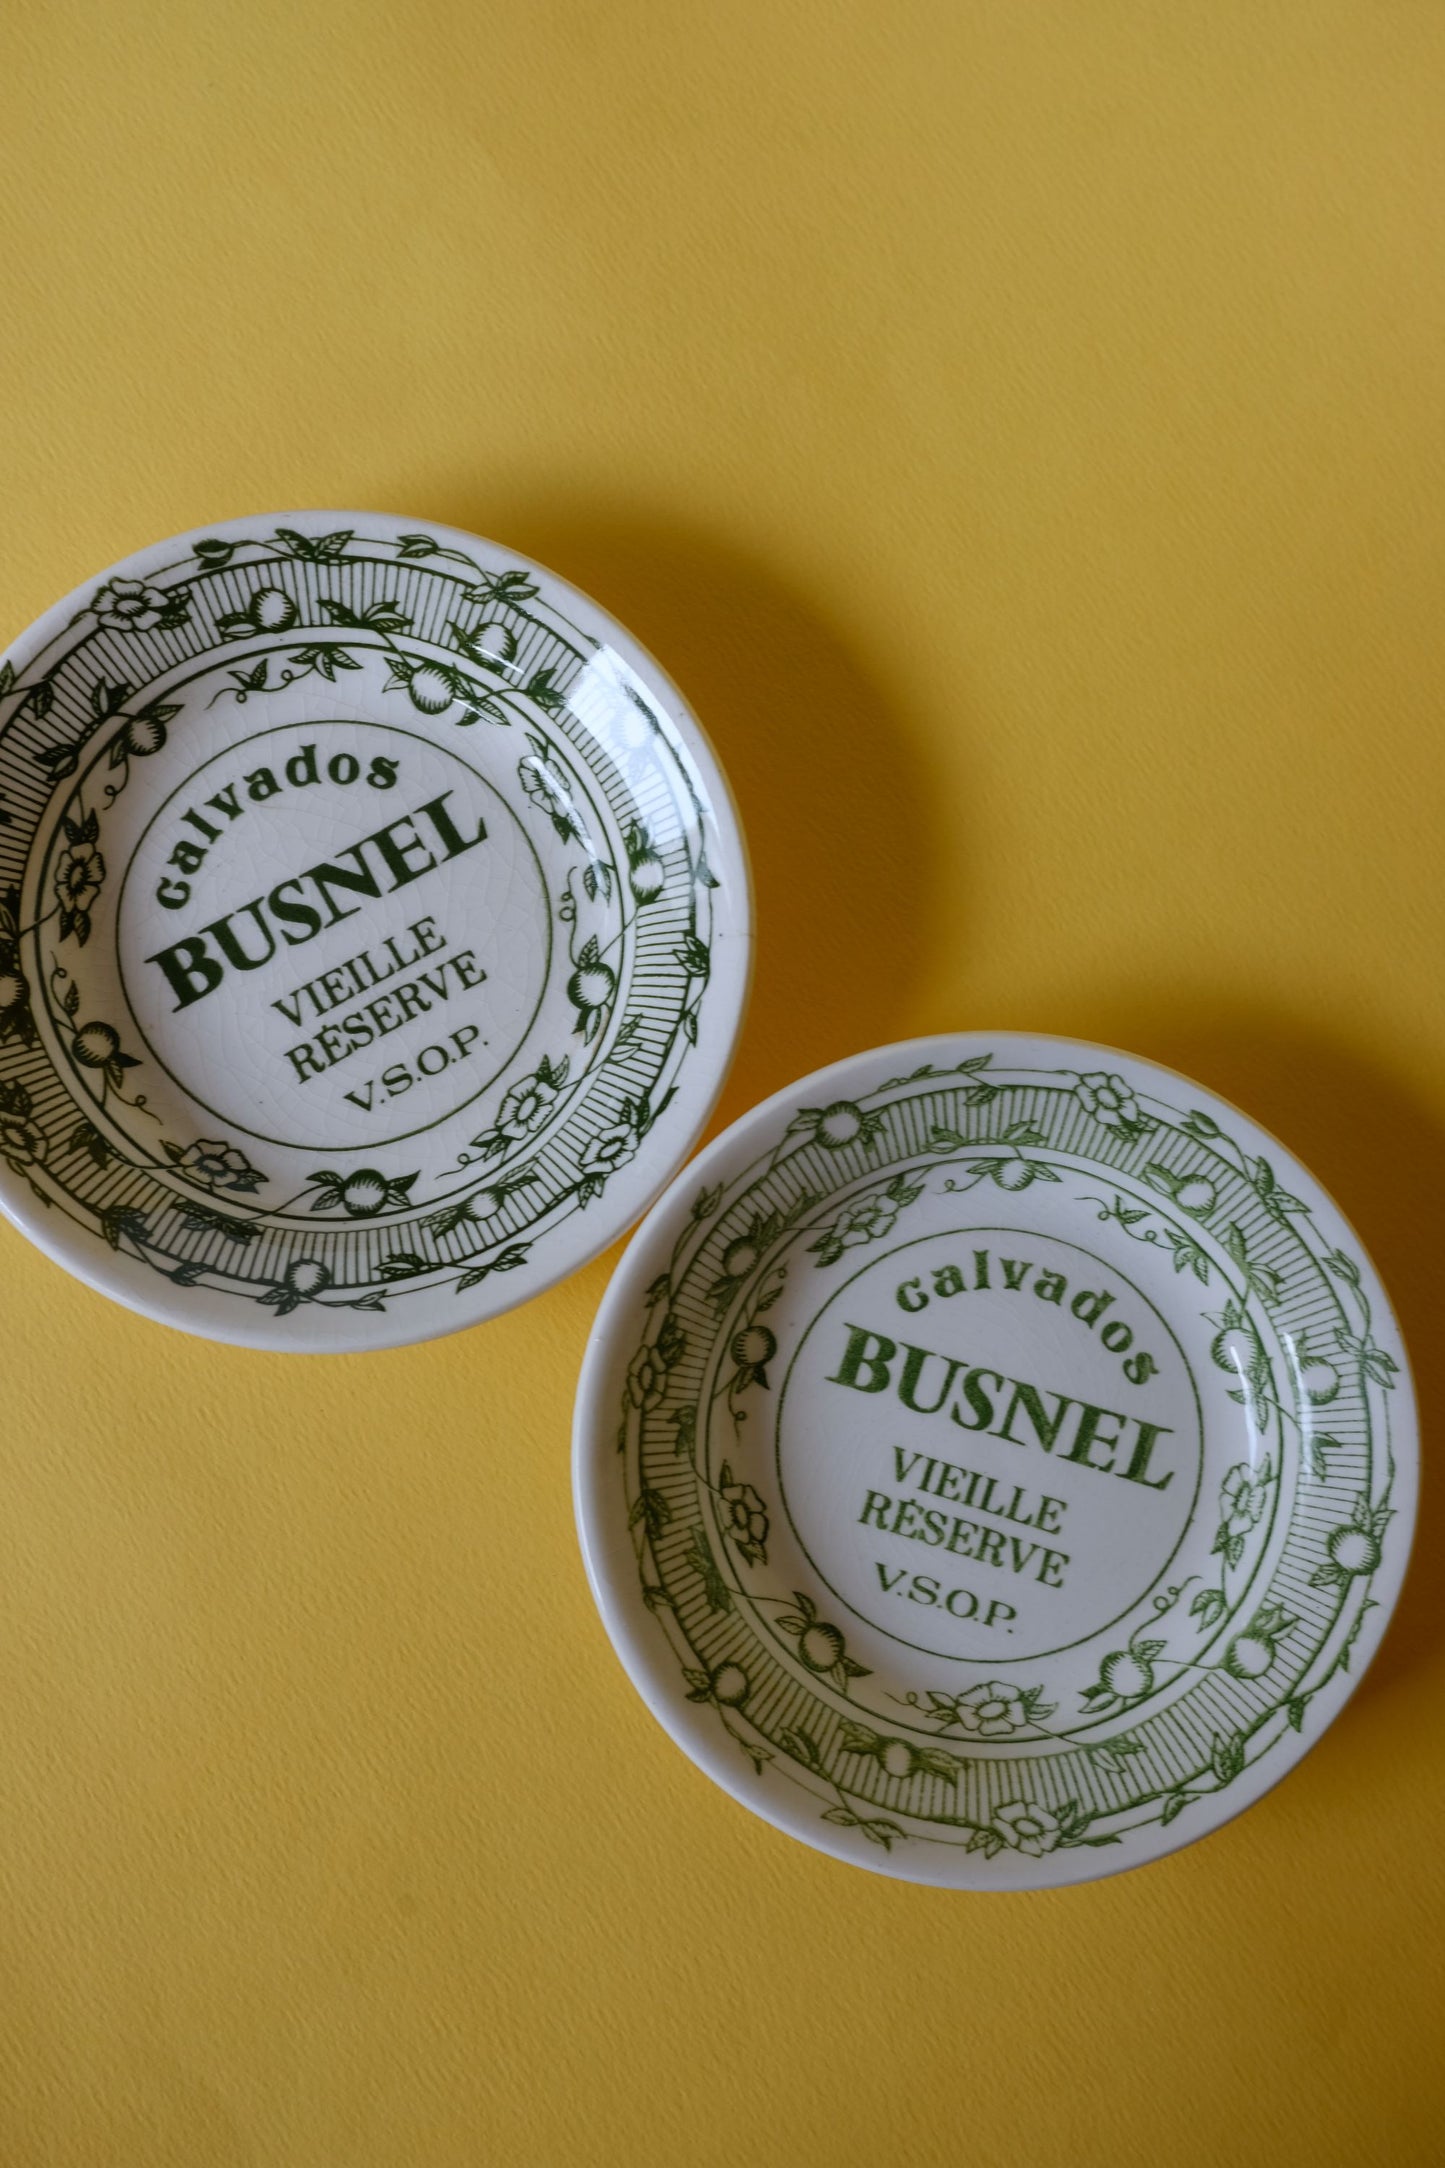 calvados
BUSNEL
VIEILLE
RÉSERVE
V.S.O.P.
calvados
BUSNEL
VIEILLE
RÉSERVE
V.S.O.P.